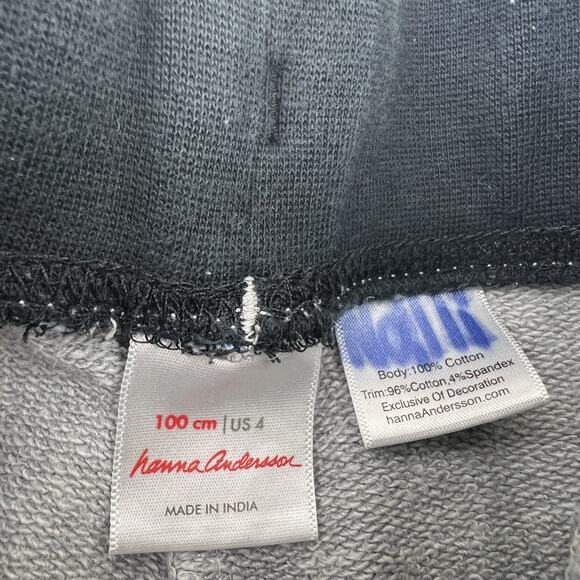 100 cm | US 4
hanna Andersson
MADE IN INDIA
Body:100% Cotton
Trim:96%Cotton,4%Spandex
Exclusive Of Decoration
hannaAndersson.com